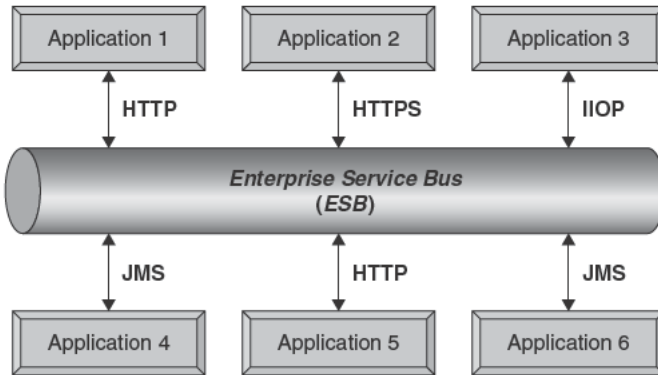 Application 1
Application 2
Application 3
HTTP
HTTPS
IIOP
Enterprise Service Bus
(ESB)
JMS
HTTP
JMS
Application 4
Application 5
Application 6